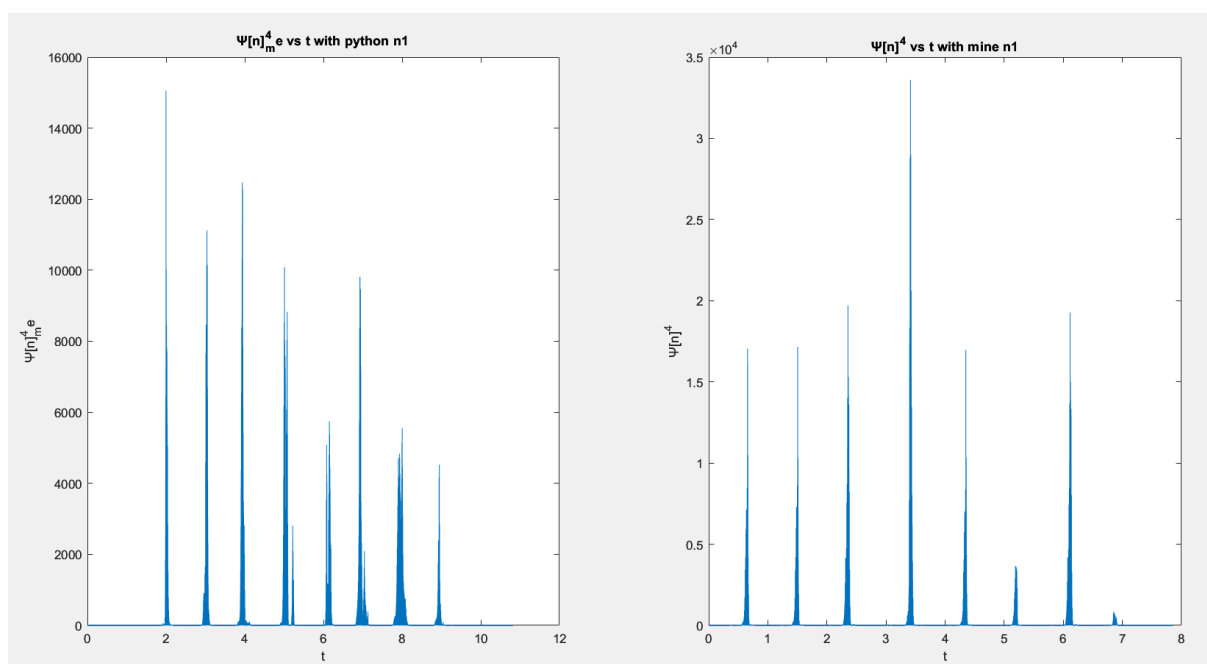 Ψ[n]⁴ₘe vs t with python n1
16000
14000
12000
10000
8000
6000
4000
2000
0
Ψ[n]⁴ₘe
0 2 4 6 8 10 12
t
Ψ[n]⁴ vs t with mine n1
×10⁴
3.5
3
2.5
2
1.5
1
0.5
0
Ψ[n]⁴
0 1 2 3 4 5 6 7 8
t